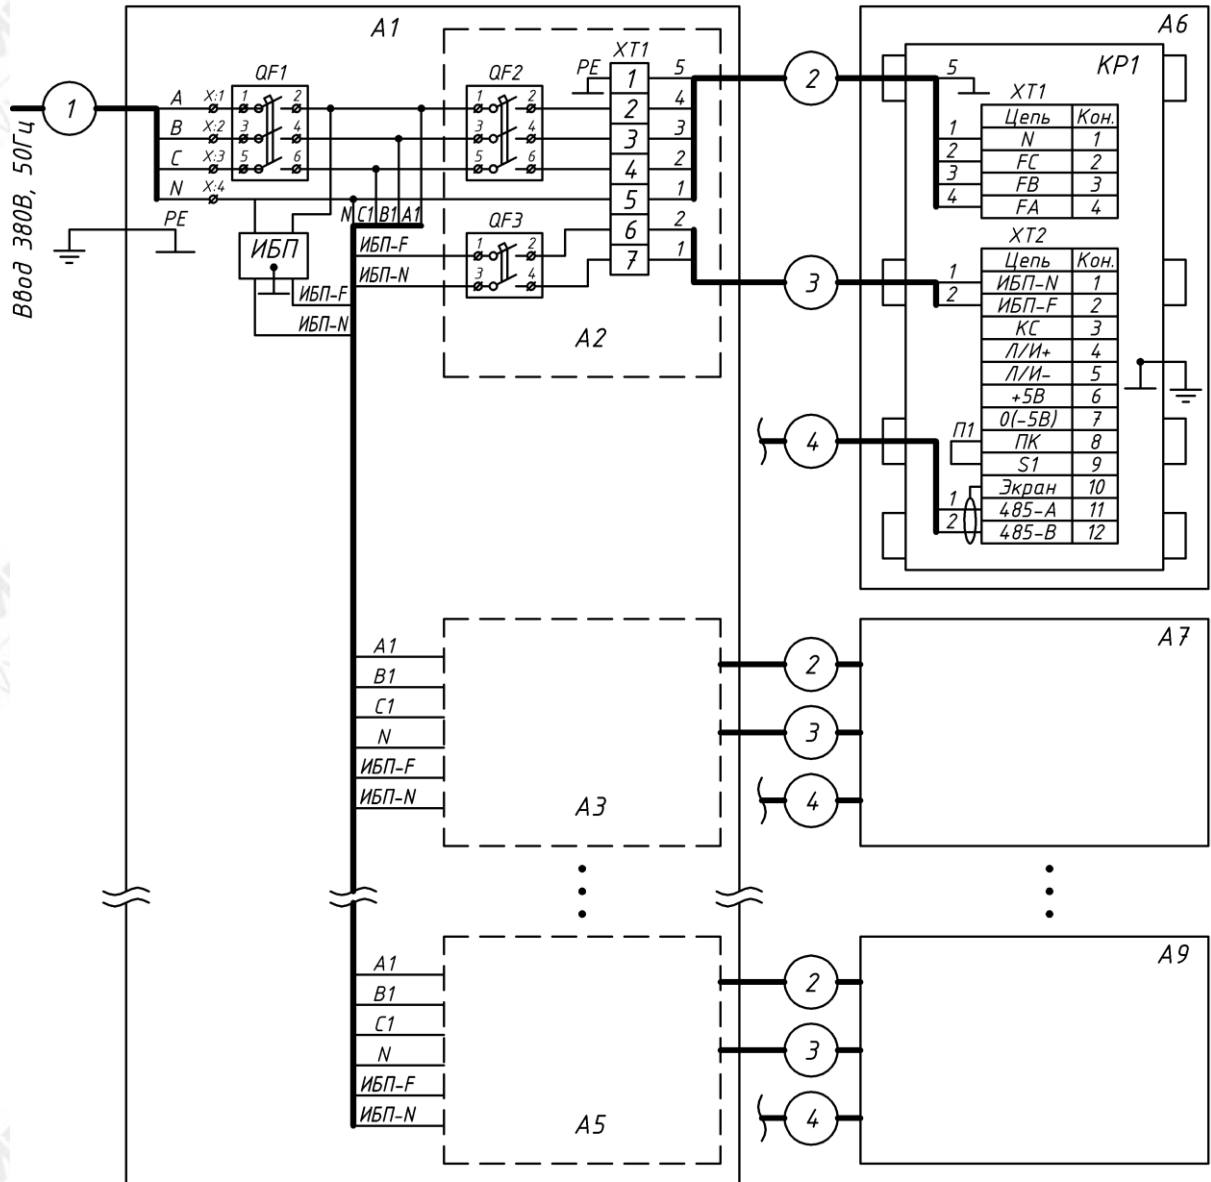 Ввод 380В, 50Гц
1
A1
A X:1
B X:2
C X:3
N X:4
PE
QF1
1 2
3 4
5 6
ИБП
ИБП-F
ИБП-N
N C1 B1 A1
ИБП-F
ИБП-N
QF2
1 2
3 4
5 6
QF3
1 2
3 4
A2
XT1
PE 1 5
2 4
3 3
4 2
5 1
6 2
7 1
2
3
4
A6
KP1
5
XT1
Цепь Кон.
1 N 1
2 FC 2
3 FB 3
4 FA 4
XT2
Цепь Кон.
1 ИБП-N 1
2 ИБП-F 2
КС 3
Л/И+ 4
Л/И- 5
+5В 6
0(-5В) 7
П1 ПК 8
S1 9
Экран 10
1 485-A 11
2 485-B 12
A1
B1
C1
N
ИБП-F
ИБП-N
A3
2
3
4
A7
A1
B1
C1
N
ИБП-F
ИБП-N
A5
2
3
4
A9